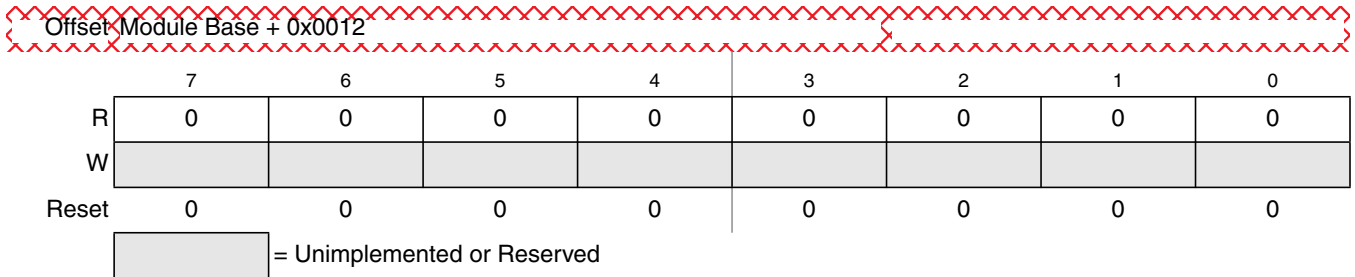 Offset Module Base + 0x0012
7 6 5 4 3 2 1 0
R 0 0 0 0 0 0 0 0
W
Reset 0 0 0 0 0 0 0 0
= Unimplemented or Reserved